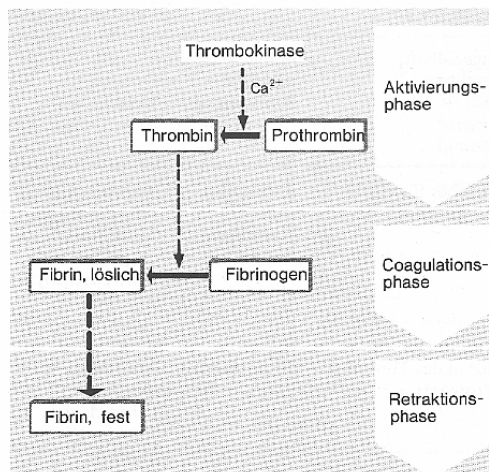 Thrombokinase
Ca²⁺
Aktivierungs-
phase
Thrombin
Prothrombin
Fibrin, löslich
Fibrinogen
Coagulations-
phase
Fibrin, fest
Retraktions-
phase